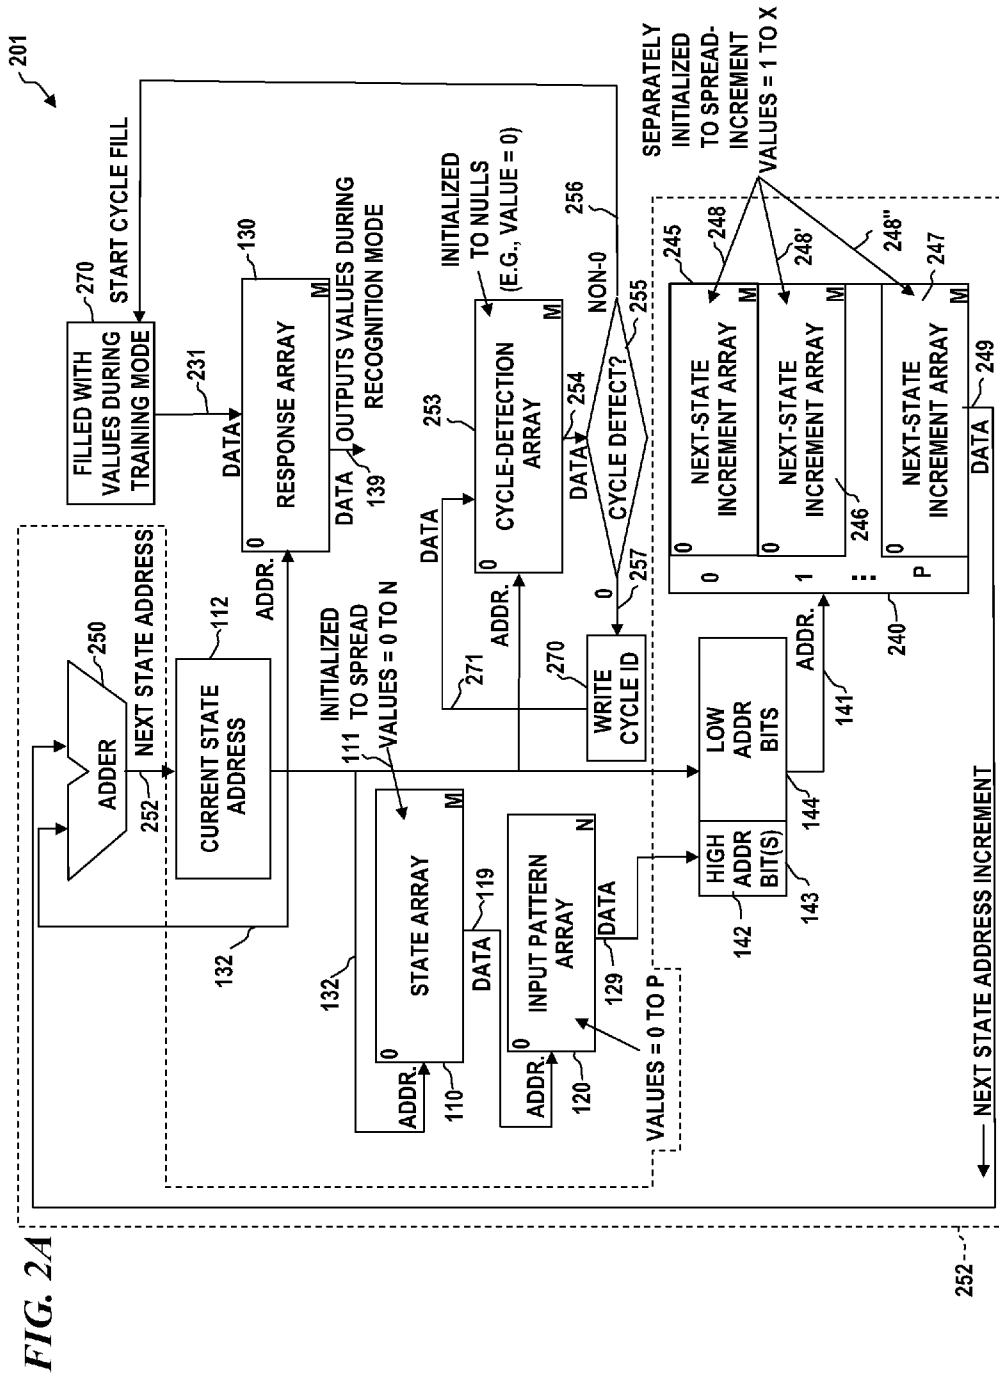 FIG. 2A
201
252
ADDER
250
252
NEXT STATE ADDRESS
132
CURRENT STATE
ADDRESS
112
FILLED WITH
VALUES DURING
TRAINING MODE
270
START CYCLE FILL
231
DATA
ADDR.
0
RESPONSE ARRAY
M
130
DATA
139
OUTPUTS VALUES DURING
RECOGNITION MODE
132
ADDR.
0
STATE ARRAY
M
110
111
INITIALIZED
TO SPREAD
VALUES = 0 TO N
DATA
119
ADDR.
0
INPUT PATTERN
ARRAY
N
120
129
DATA
VALUES = 0 TO P
DATA
271
ADDR.
0
CYCLE-DETECTION
ARRAY
M
253
INITIALIZED
TO NULLS
(E.G., VALUE = 0)
DATA
254
CYCLE DETECT?
255
NON-0
256
0
257
WRITE
CYCLE ID
270
HIGH
ADDR
BIT(S)
142
143
LOW
ADDR
BITS
144
ADDR.
141
240
0
1
...
P
0
NEXT-STATE
INCREMENT ARRAY
M
245
0
NEXT-STATE
INCREMENT ARRAY
M
246
0
NEXT-STATE
INCREMENT ARRAY
M
247
248
248'
248"
SEPARATELY
INITIALIZED
TO SPREAD-
INCREMENT
VALUES = 1 TO X
DATA
249
NEXT STATE ADDRESS INCREMENT